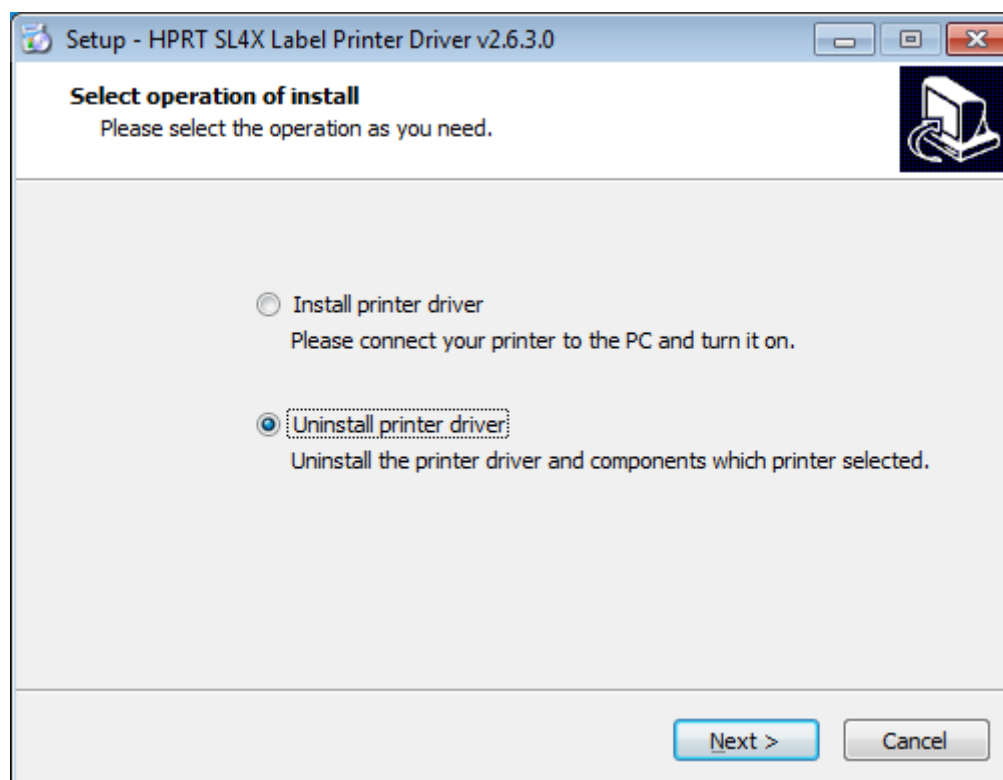 Setup - HPRT SL4X Label Printer Driver v2.6.3.0
Select operation of install
Please select the operation as you need.
Install printer driver
Please connect your printer to the PC and turn it on.
Uninstall printer driver
Uninstall the printer driver and components which printer selected.
Next >
Cancel